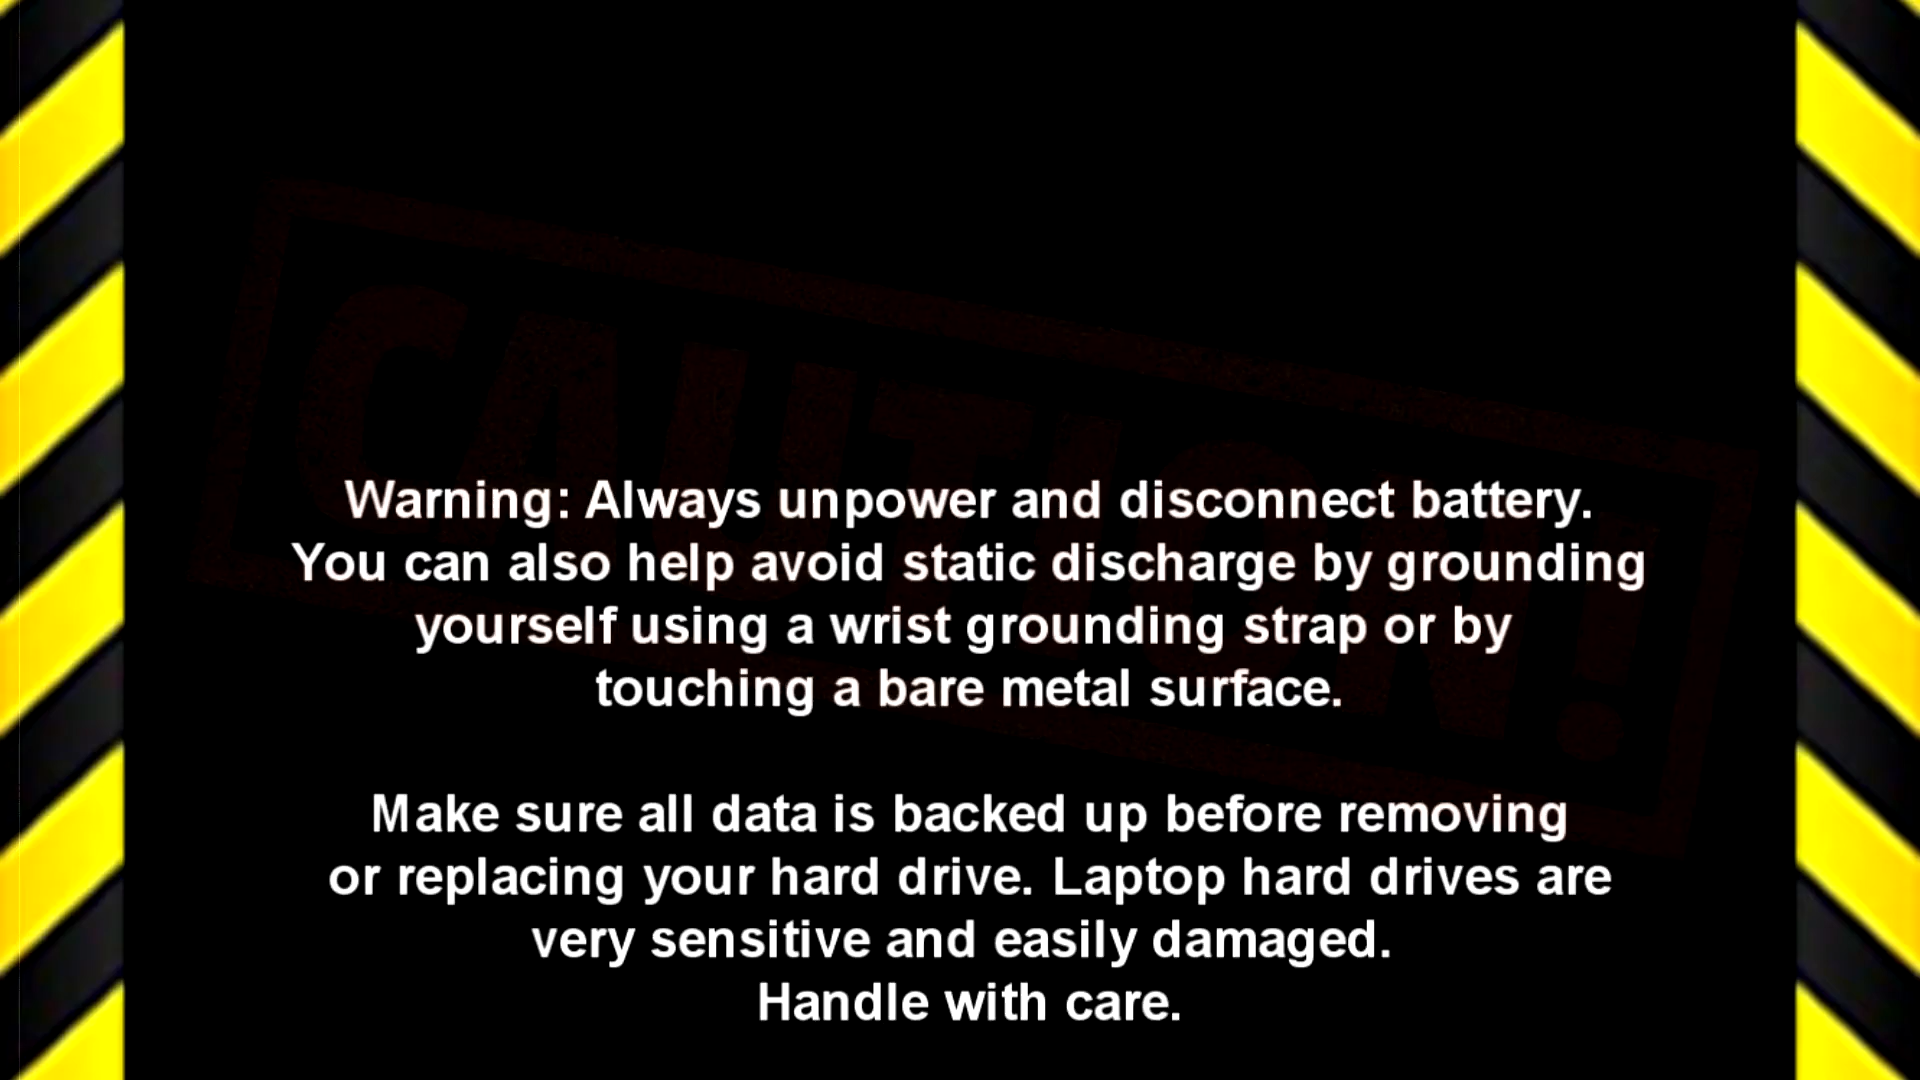 CAUTION!
Warning: Always unpower and disconnect battery.
You can also help avoid static discharge by grounding
yourself using a wrist grounding strap or by
touching a bare metal surface.
Make sure all data is backed up before removing
or replacing your hard drive. Laptop hard drives are
very sensitive and easily damaged.
Handle with care.